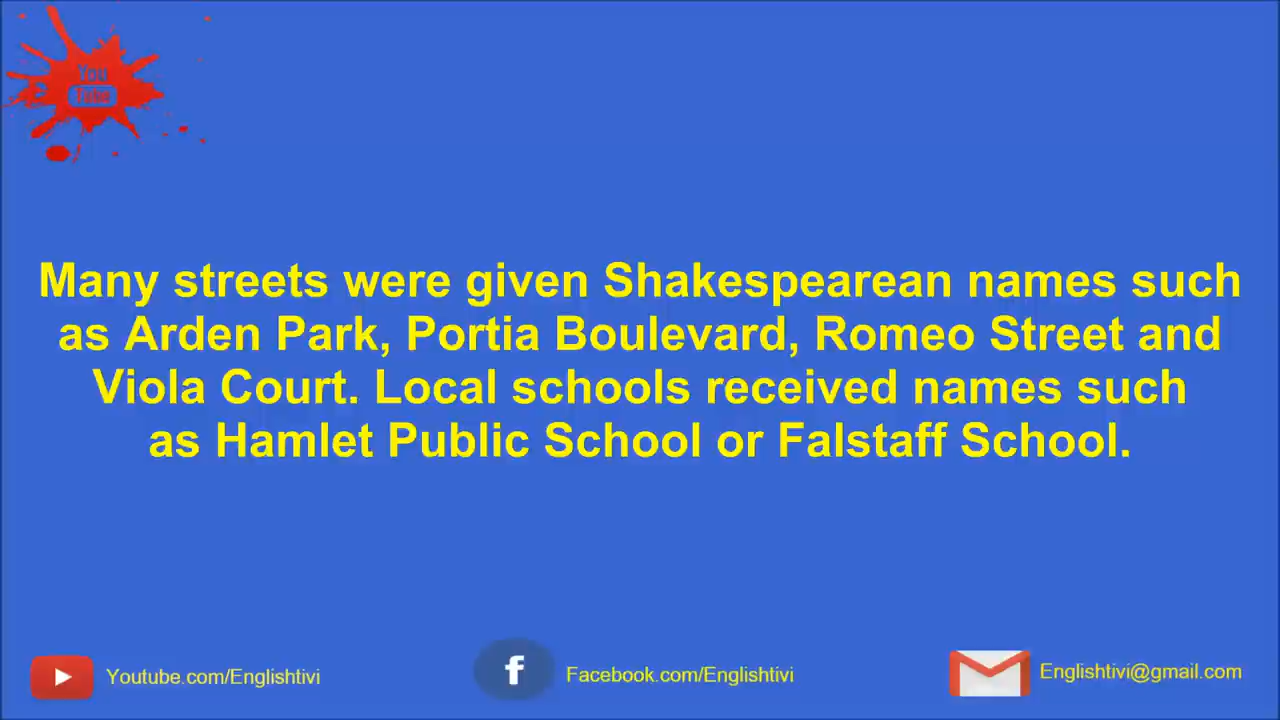 You
Tube
Many streets were given Shakespearean names such
as Arden Park, Portia Boulevard, Romeo Street and
Viola Court. Local schools received names such
as Hamlet Public School or Falstaff School.
Youtube.com/Englishtivi
f
Facebook.com/Englishtivi
Englishtivi@gmail.com